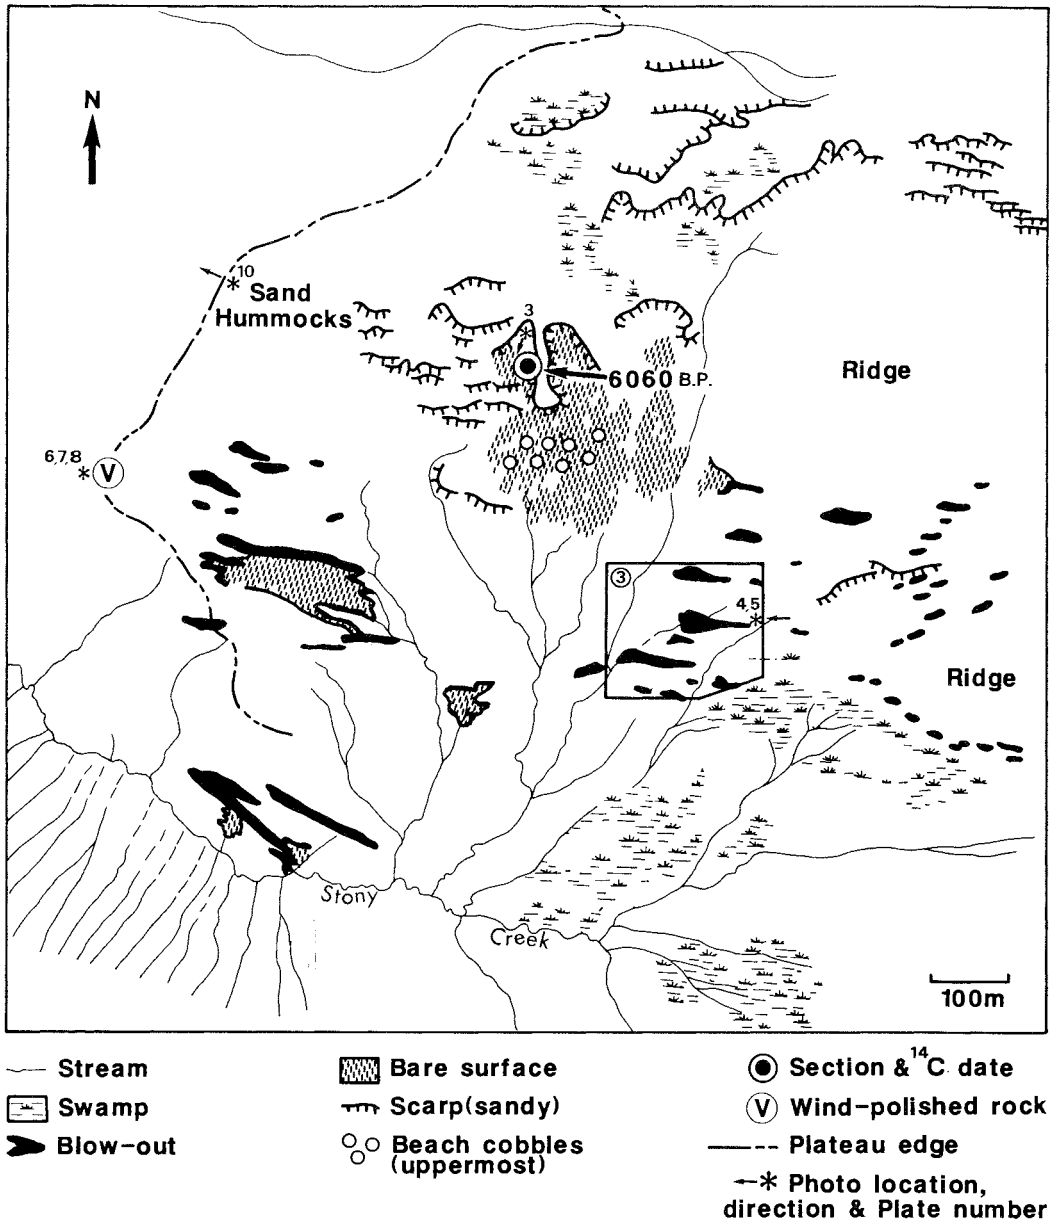 N
10
Sand
Hummocks
3
6060 B.P.
Ridge
6,7,8
V
3
4,5
Ridge
Stony
Creek
100m
Stream
Swamp
Blow-out
Bare surface
Scarp(sandy)
Beach cobbles
(uppermost)
Section & 14C date
V
Wind-polished rock
Plateau edge
Photo location,
direction & Plate number